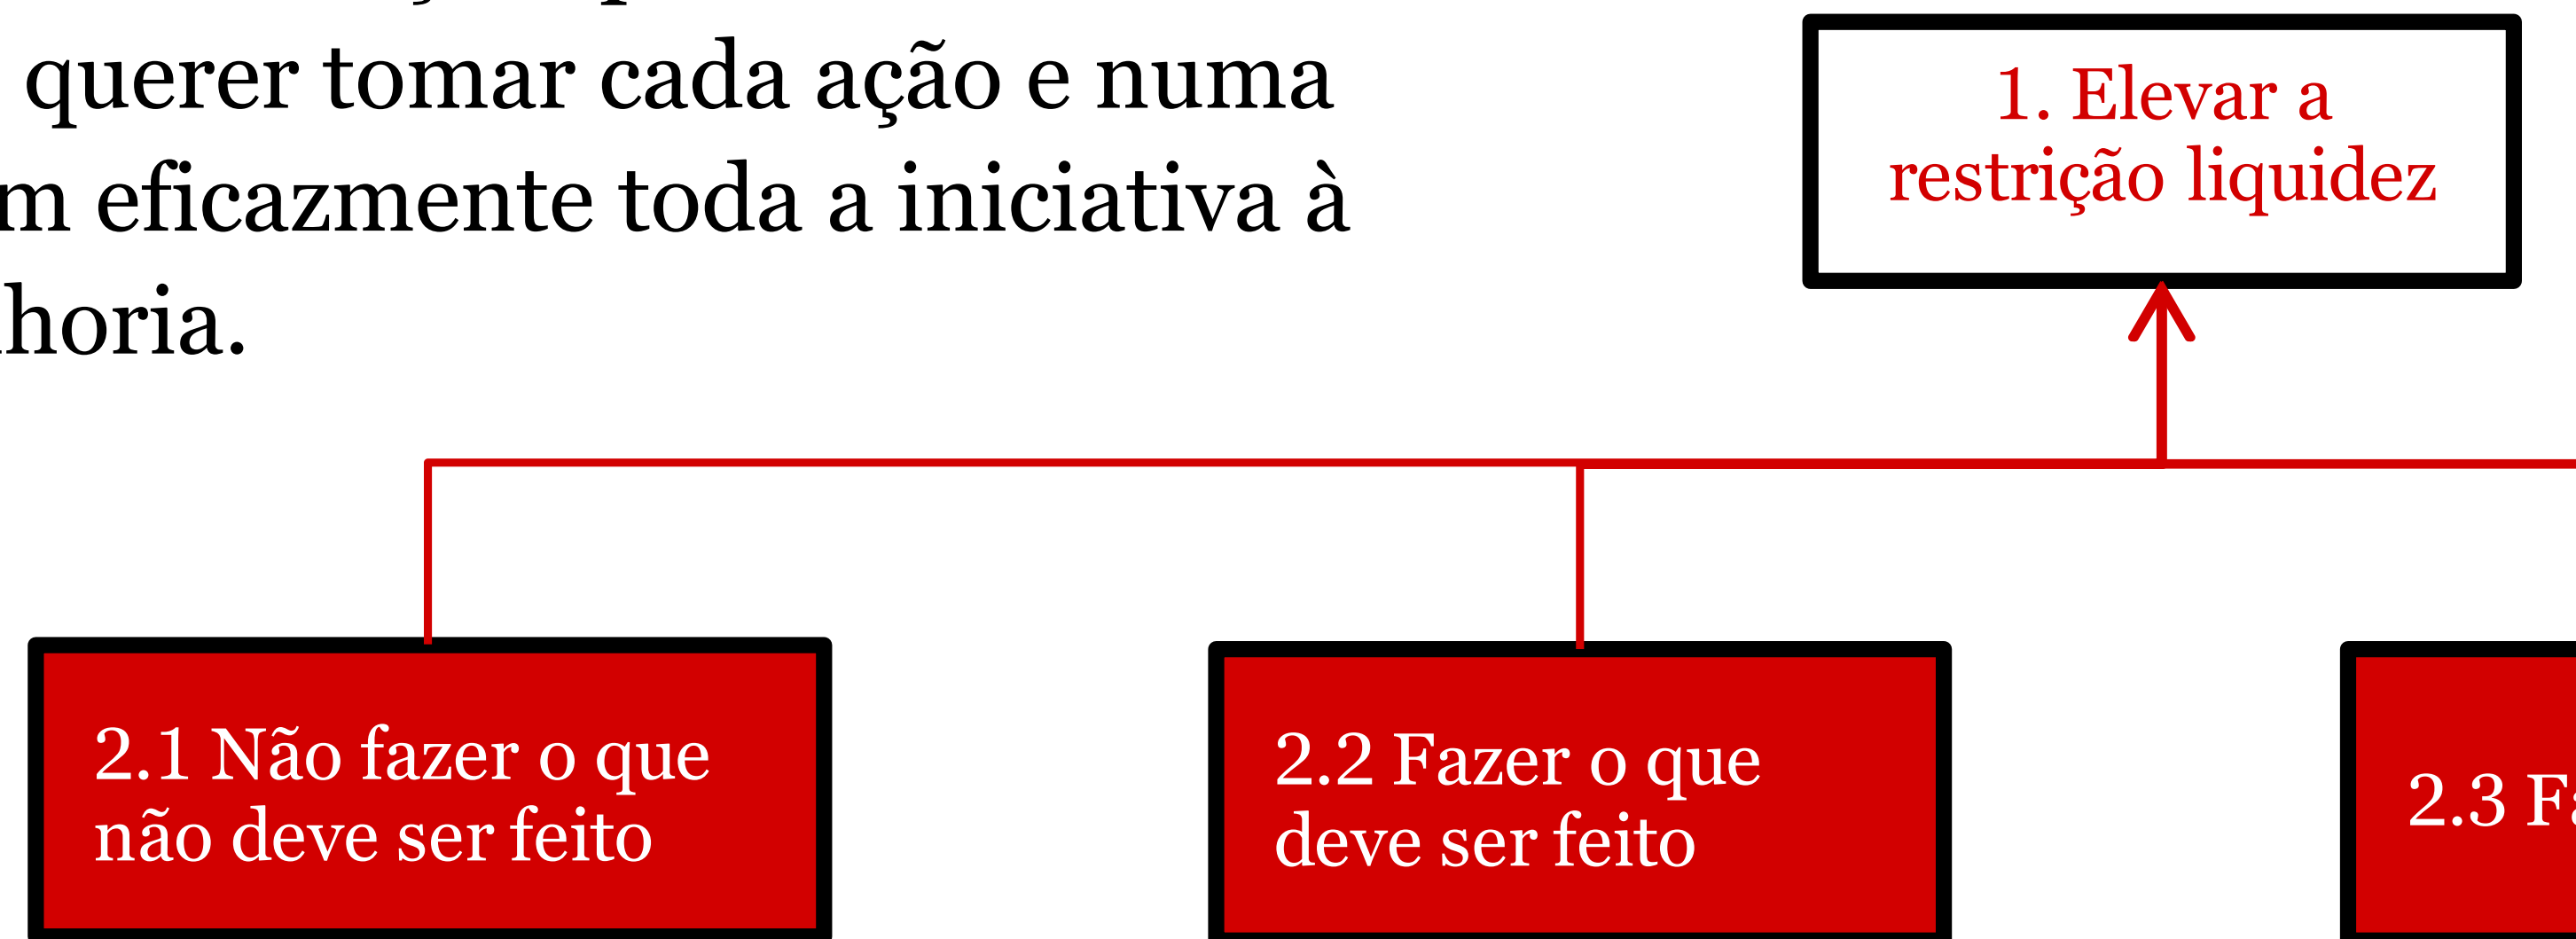 querer tomar cada ação e numa
eficazmente toda a iniciativa à
1. Elevar a
restrição liquidez
2.1 Não fazer o que
não deve ser feito
2.2 Fazer o que
deve ser feito
2.3